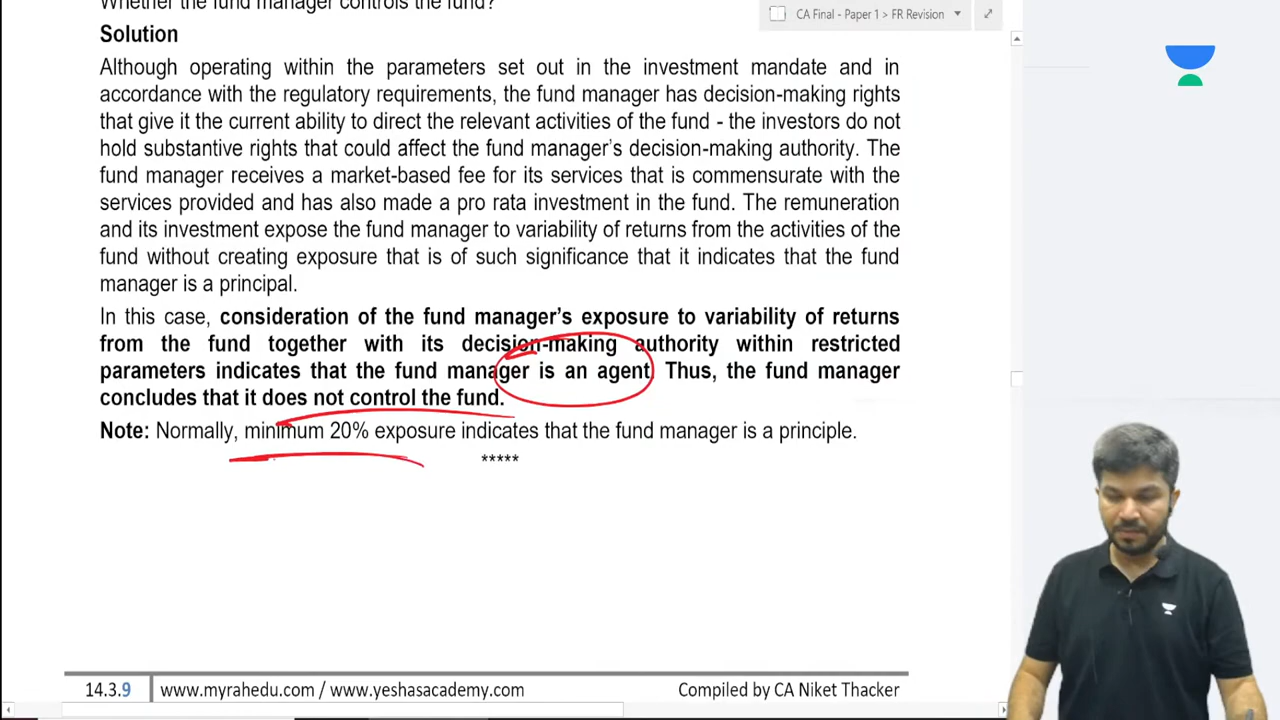 Whether the fund manager controls the fund?
CA Final - Paper 1 > FR Revision
Solution
Although operating within the parameters set out in the investment mandate and in
accordance with the regulatory requirements, the fund manager has decision-making rights
that give it the current ability to direct the relevant activities of the fund - the investors do not
hold substantive rights that could affect the fund manager's decision-making authority. The
fund manager receives a market-based fee for its services that is commensurate with the
services provided and has also made a pro rata investment in the fund. The remuneration
and its investment expose the fund manager to variability of returns from the activities of the
fund without creating exposure that is of such significance that it indicates that the fund
manager is a principal.
In this case, consideration of the fund manager's exposure to variability of returns
from the fund together with its decision-making authority within restricted
parameters indicates that the fund manager is an agent. Thus, the fund manager
concludes that it does not control the fund.
Note: Normally, minimum 20% exposure indicates that the fund manager is a principle.
*****
14.3.9 www.myrahedu.com / www.yeshasacademy.com Compiled by CA Niket Thacker